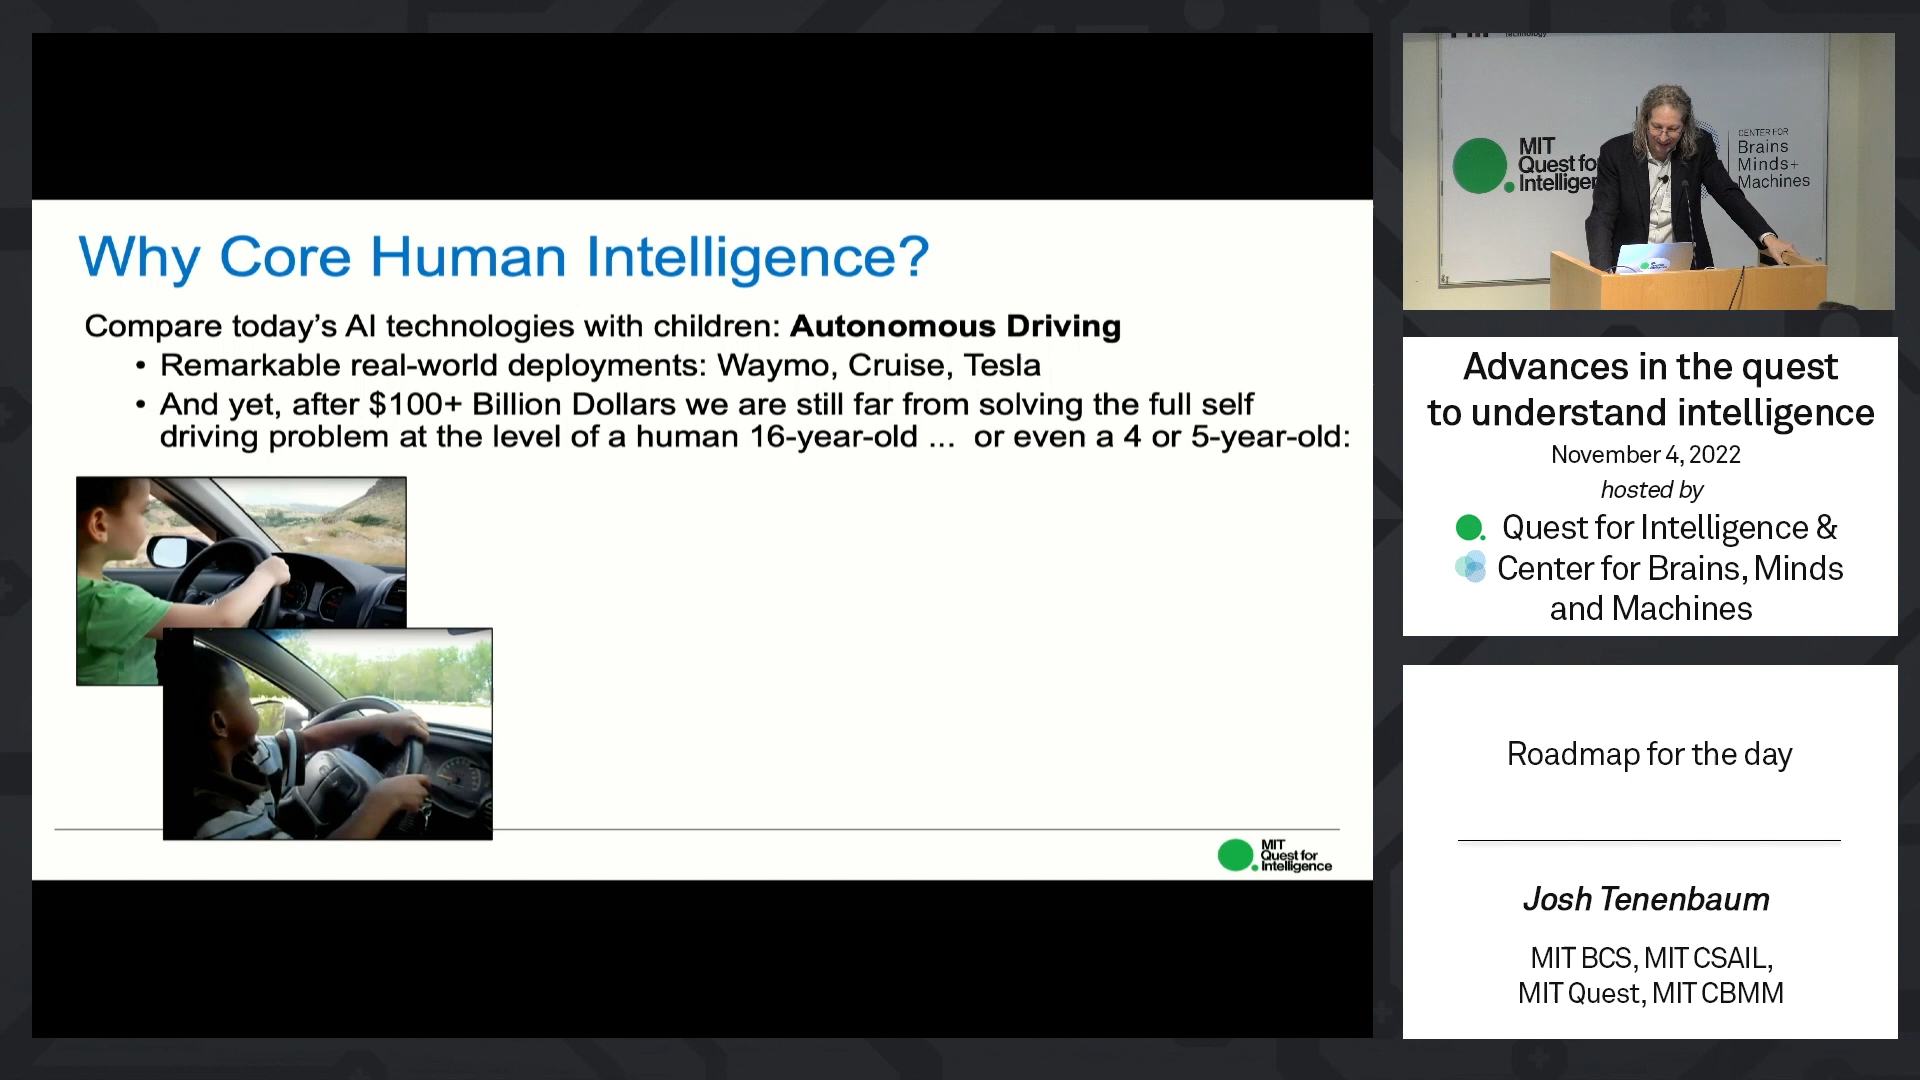 Why Core Human Intelligence?
Compare today's AI technologies with children: Autonomous Driving
• Remarkable real-world deployments: Waymo, Cruise, Tesla
• And yet, after $100+ Billion Dollars we are still far from solving the full self
driving problem at the level of a human 16-year-old ... or even a 4 or 5-year-old:
MIT
Quest for
Intelligence
Technology
MIT
Quest fo
Intelliger
CENTER FOR
Brains
Minds+
Machines
Advances in the quest
to understand intelligence
November 4, 2022
hosted by
Quest for Intelligence &
Center for Brains, Minds
and Machines
Roadmap for the day
Josh Tenenbaum
MIT BCS, MIT CSAIL,
MIT Quest, MIT CBMM